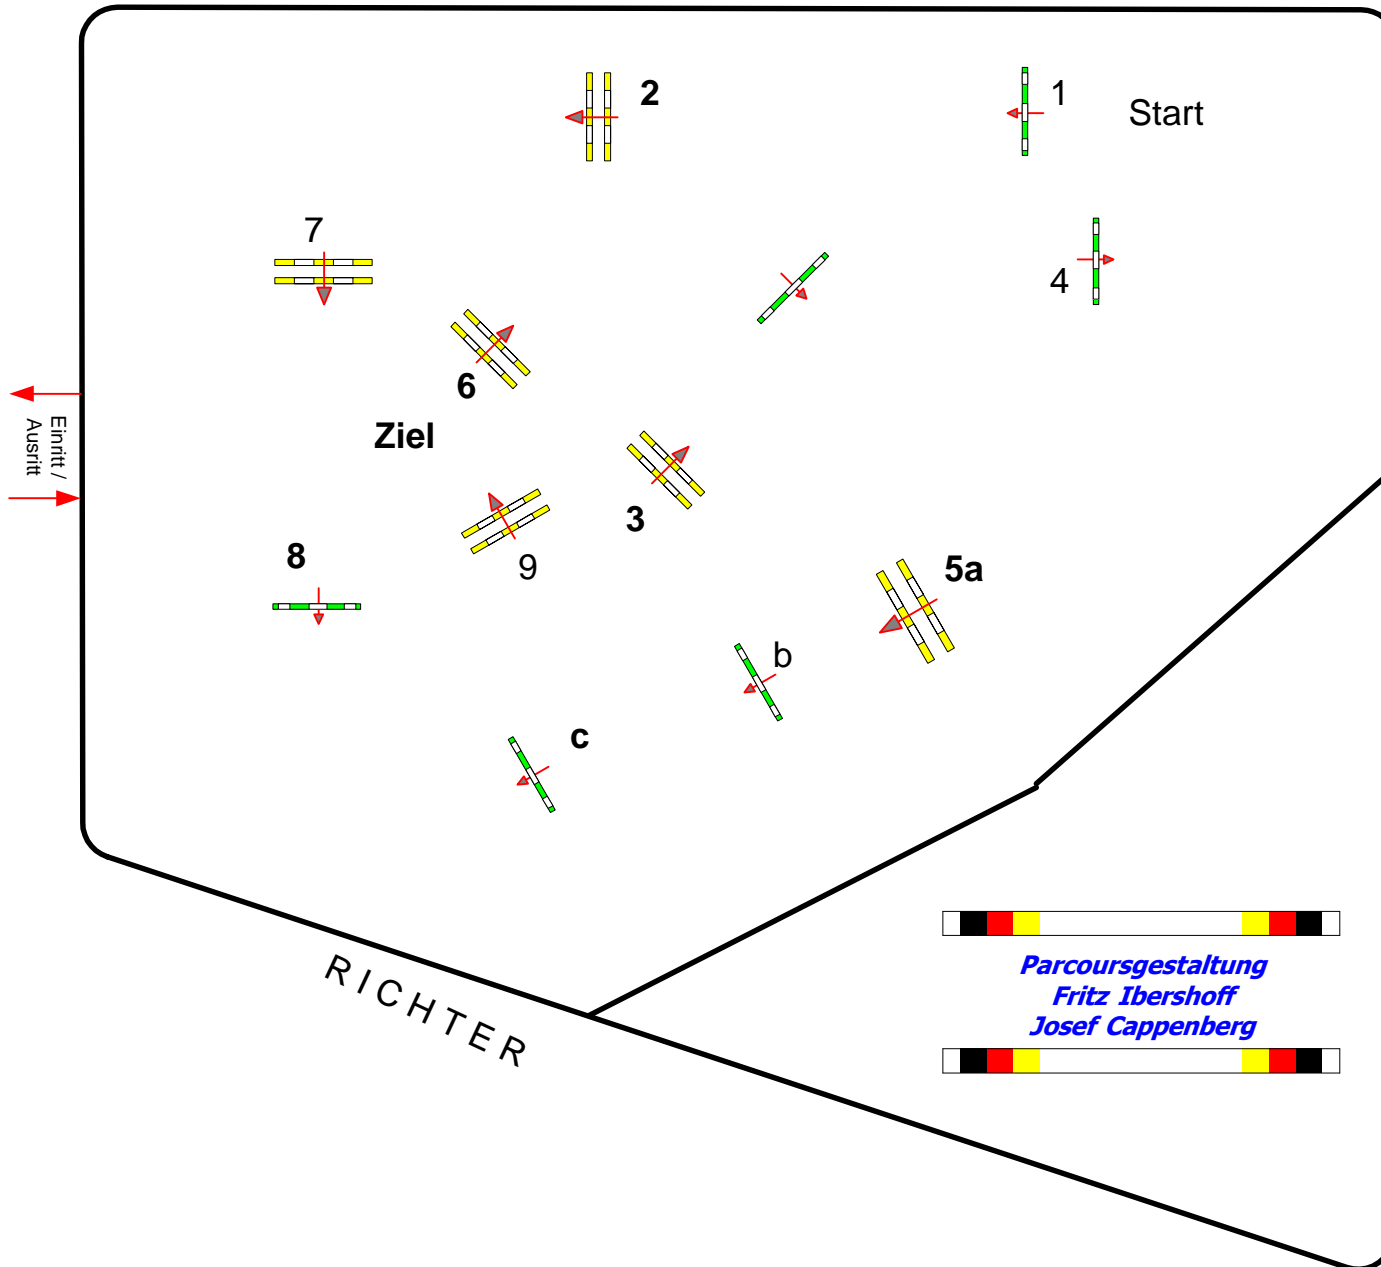 2
1
Start
7
4
6
Ziel
Einritt /
Ausritt
3
8
9
5a
b
c
RICHTER
Parcoursgestaltung
Fritz Ibershoff
Josef Cappenberg